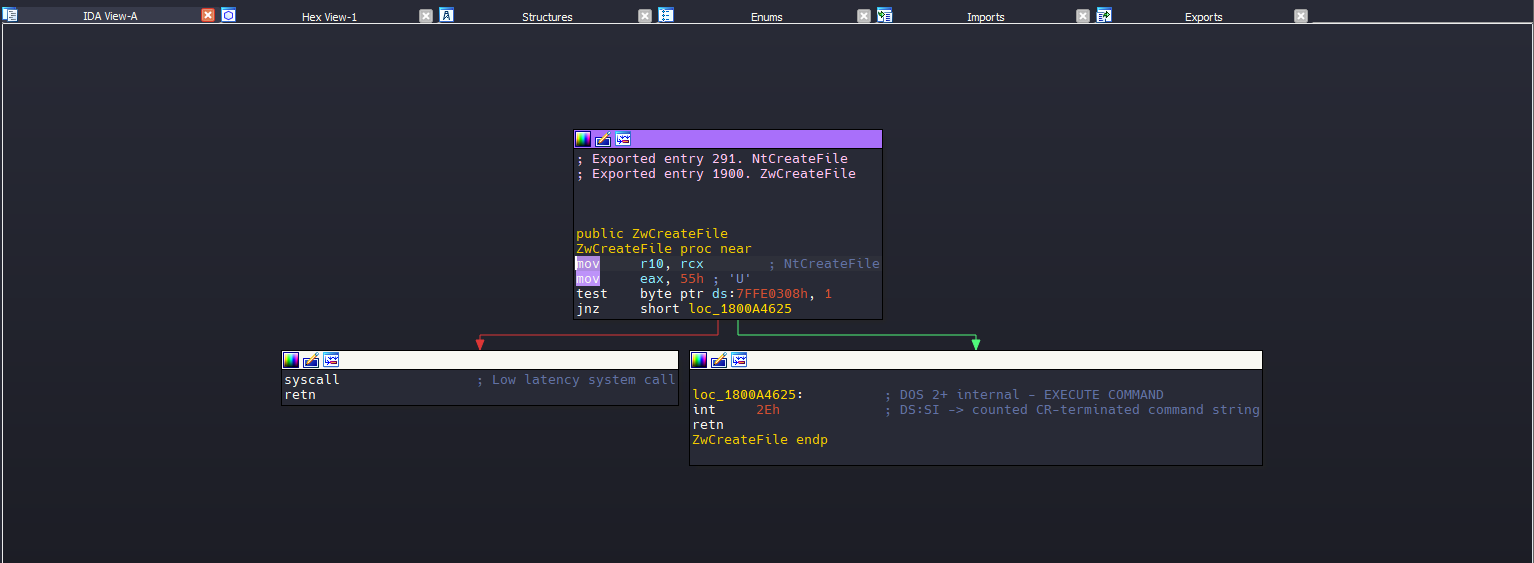 IDA View-A Hex View-1 Structures Enums Imports Exports
; Exported entry 291. NtCreateFile
; Exported entry 1900. ZwCreateFile
public ZwCreateFile
ZwCreateFile proc near
mov r10, rcx ; NtCreateFile
mov eax, 55h ; 'U'
test byte ptr ds:7FFE0308h, 1
jnz short loc_1800A4625
syscall ; Low latency system call
retn
loc_1800A4625: ; DOS 2+ internal - EXECUTE COMMAND
int 2Eh ; DS:SI -> counted CR-terminated command string
retn
ZwCreateFile endp